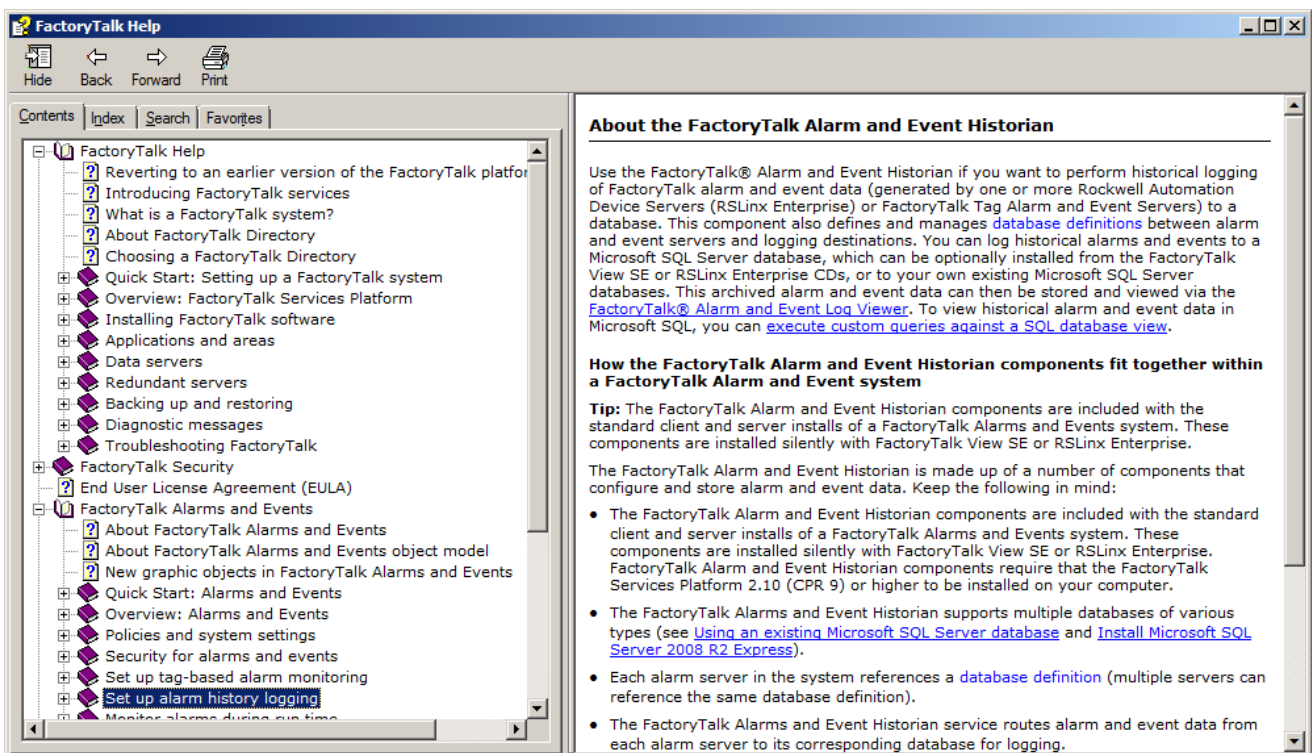 FactoryTalk Help
Hide Back Forward Print
Contents Index Search Favorites
FactoryTalk Help
Reverting to an earlier version of the FactoryTalk platfor
Introducing FactoryTalk services
What is a FactoryTalk system?
About FactoryTalk Directory
Choosing a FactoryTalk Directory
Quick Start: Setting up a FactoryTalk system
Overview: FactoryTalk Services Platform
Installing FactoryTalk software
Applications and areas
Data servers
Redundant servers
Backing up and restoring
Diagnostic messages
Troubleshooting FactoryTalk
FactoryTalk Security
End User License Agreement (EULA)
FactoryTalk Alarms and Events
About FactoryTalk Alarms and Events
About FactoryTalk Alarms and Events object model
New graphic objects in FactoryTalk Alarms and Events
Quick Start: Alarms and Events
Overview: Alarms and Events
Policies and system settings
Security for alarms and events
Set up tag-based alarm monitoring
Set up alarm history logging
Monitor alarms during run time
About the FactoryTalk Alarm and Event Historian
Use the FactoryTalk® Alarm and Event Historian if you want to perform historical logging
of FactoryTalk alarm and event data (generated by one or more Rockwell Automation
Device Servers (RSLinx Enterprise) or FactoryTalk Tag Alarm and Event Servers) to a
database. This component also defines and manages database definitions between alarm
and event servers and logging destinations. You can log historical alarms and events to a
Microsoft SQL Server database, which can be optionally installed from the FactoryTalk
View SE or RSLinx Enterprise CDs, or to your own existing Microsoft SQL Server
databases. This archived alarm and event data can then be stored and viewed via the
FactoryTalk® Alarm and Event Log Viewer. To view historical alarm and event data in
Microsoft SQL, you can execute custom queries against a SQL database view.
How the FactoryTalk Alarm and Event Historian components fit together within
a FactoryTalk Alarm and Event system
Tip: The FactoryTalk Alarm and Event Historian components are included with the
standard client and server installs of a FactoryTalk Alarms and Events system. These
components are installed silently with FactoryTalk View SE or RSLinx Enterprise.
The FactoryTalk Alarm and Event Historian is made up of a number of components that
configure and store alarm and event data. Keep the following in mind:
• The FactoryTalk Alarm and Event Historian components are included with the standard
client and server installs of a FactoryTalk Alarms and Events system. These
components are installed silently with FactoryTalk View SE or RSLinx Enterprise.
FactoryTalk Alarm and Event Historian components require that the FactoryTalk
Services Platform 2.10 (CPR 9) or higher to be installed on your computer.
• The FactoryTalk Alarms and Event Historian supports multiple databases of various
types (see Using an existing Microsoft SQL Server database and Install Microsoft SQL
Server 2008 R2 Express).
• Each alarm server in the system references a database definition (multiple servers can
reference the same database definition).
• The FactoryTalk Alarms and Event Historian service routes alarm and event data from
each alarm server to its corresponding database for logging.